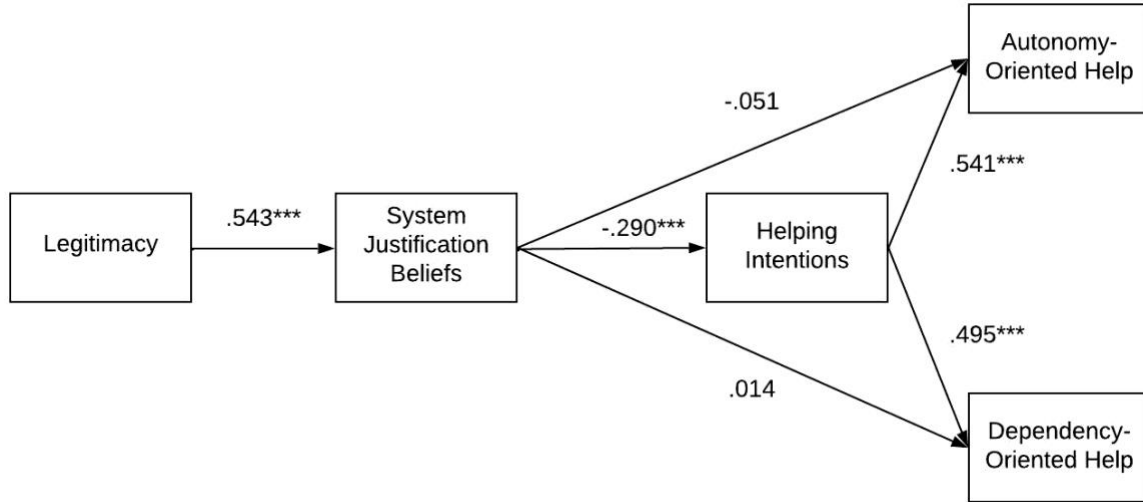 Autonomy-
Oriented Help
-.051
.541***
Legitimacy
.543***
System
Justification
Beliefs
-.290***
Helping
Intentions
.495***
.014
Dependency-
Oriented Help